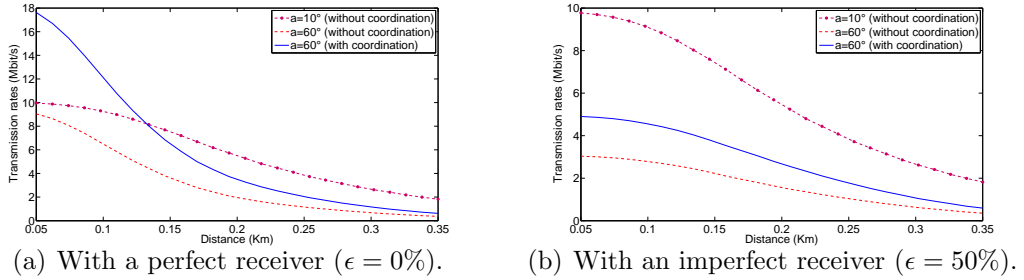 18
16
14
12
10
8
6
4
2
0
Transmission rates (Mbit/s)
a=10° (without coordination)
a=60° (without coordination)
a=60° (with coordination)
0.05 0.1 0.15 0.2 0.25 0.3 0.35
Distance (Km)
(a) With a perfect receiver (ϵ = 0%).
10
8
6
4
2
0
Transmission rates (Mbit/s)
a=10° (without coordination)
a=60° (without coordination)
a=60° (with coordination)
0.05 0.1 0.15 0.2 0.25 0.3 0.35
Distance (Km)
(b) With an imperfect receiver (ϵ = 50%).